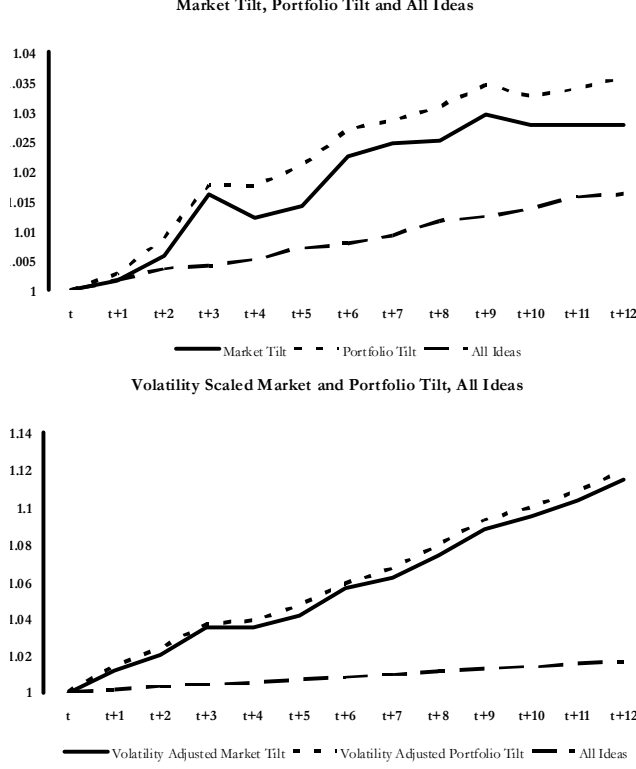 Market Tilt, Portfolio Tilt and All Ideas
1.04
.035
1.03
.025
1.02
1.015
1.01
.005
1
t t+1 t+2 t+3 t+4 t+5 t+6 t+7 t+8 t+9 t+10 t+11 t+12
Market Tilt Portfolio Tilt All Ideas
Volatility Scaled Market and Portfolio Tilt, All Ideas
1.14
1.12
1.1
1.08
1.06
1.04
1.02
1
t t+1 t+2 t+3 t+4 t+5 t+6 t+7 t+8 t+9 t+10 t+11 t+12
Volatility Adjusted Market Tilt Volatility Adjusted Portfolio Tilt All Ideas